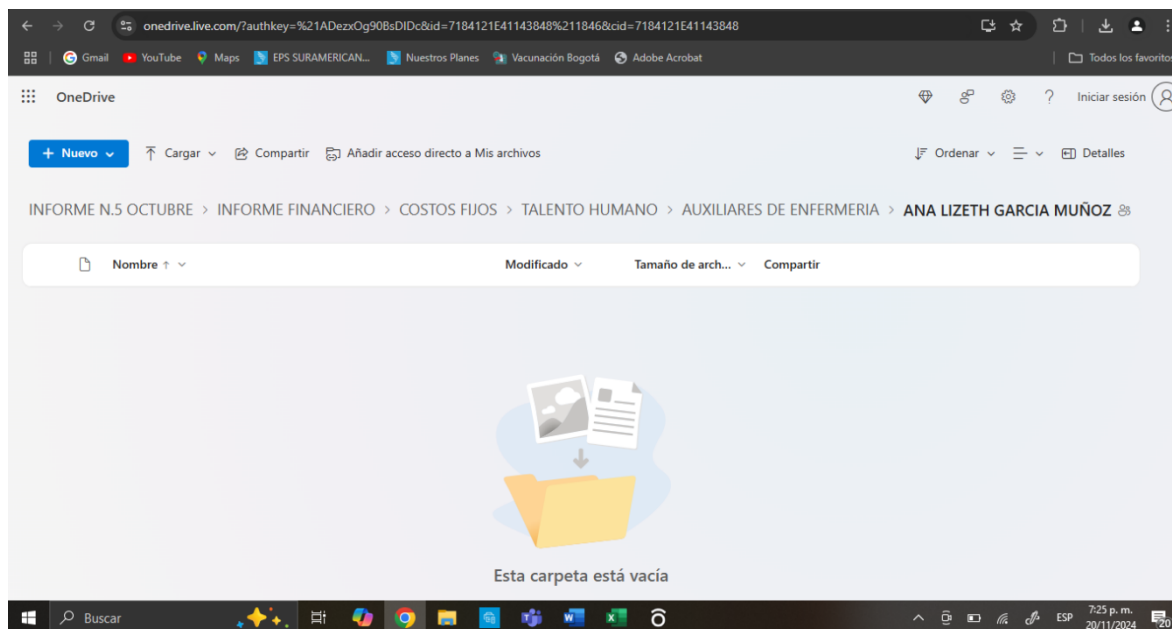 onedrive.live.com/?authkey=%21ADezxOg90BsDIDc&id=7184121E41143848%211846&cid=7184121E41143848
Gmail YouTube Maps EPS SURAMERICAN... Nuestros Planes Vacunación Bogotá Adobe Acrobat Todos los favoritos
OneDrive ? Iniciar sesión
+ Nuevo Cargar Compartir Añadir acceso directo a Mis archivos Ordenar Detalles
INFORME N.5 OCTUBRE > INFORME FINANCIERO > COSTOS FIJOS > TALENTO HUMANO > AUXILIARES DE ENFERMERIA > ANA LIZETH GARCIA MUÑOZ
Nombre ↑ Modificado Tamaño de arch... Compartir
Esta carpeta está vacía
Buscar ESP 7:25 p. m.
20/11/2024 20